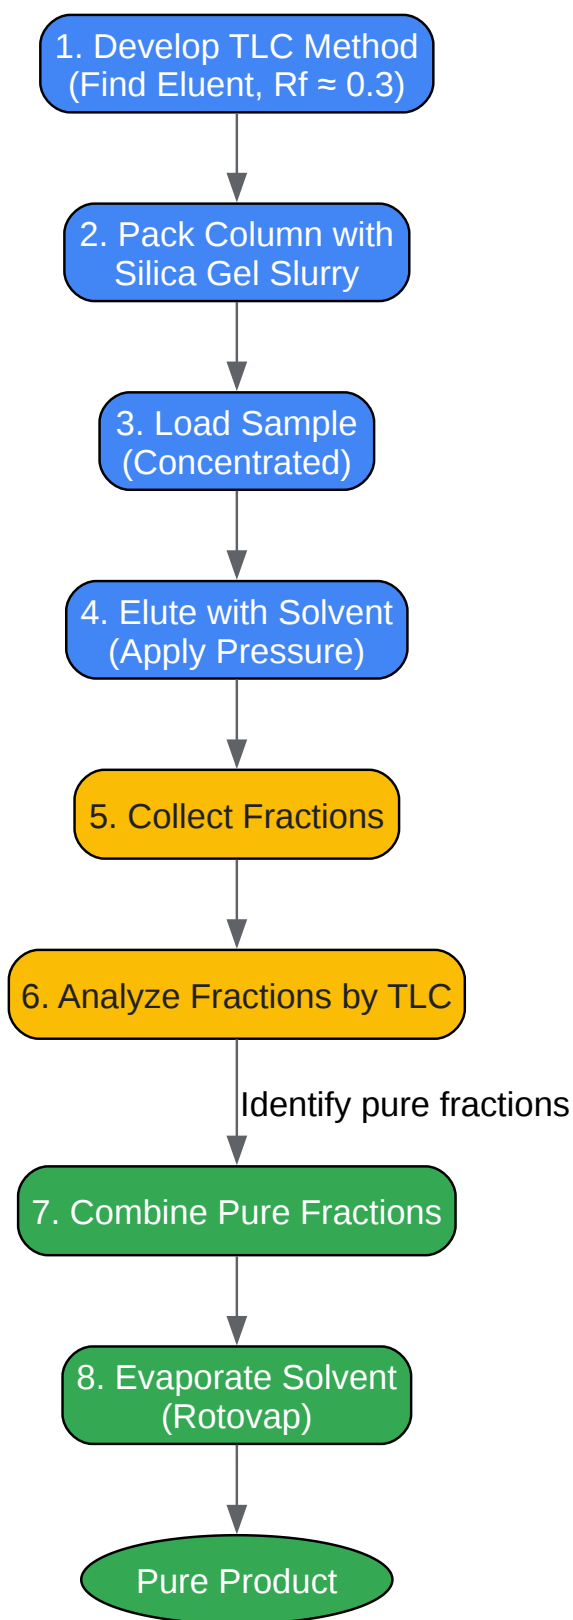 1. Develop TLC Method
(Find Eluent, Rf ≈ 0.3)
2. Pack Column with
Silica Gel Slurry
3. Load Sample
(Concentrated)
4. Elute with Solvent
(Apply Pressure)
5. Collect Fractions
6. Analyze Fractions by TLC
Identify pure fractions
7. Combine Pure Fractions
8. Evaporate Solvent
(Rotovap)
Pure Product